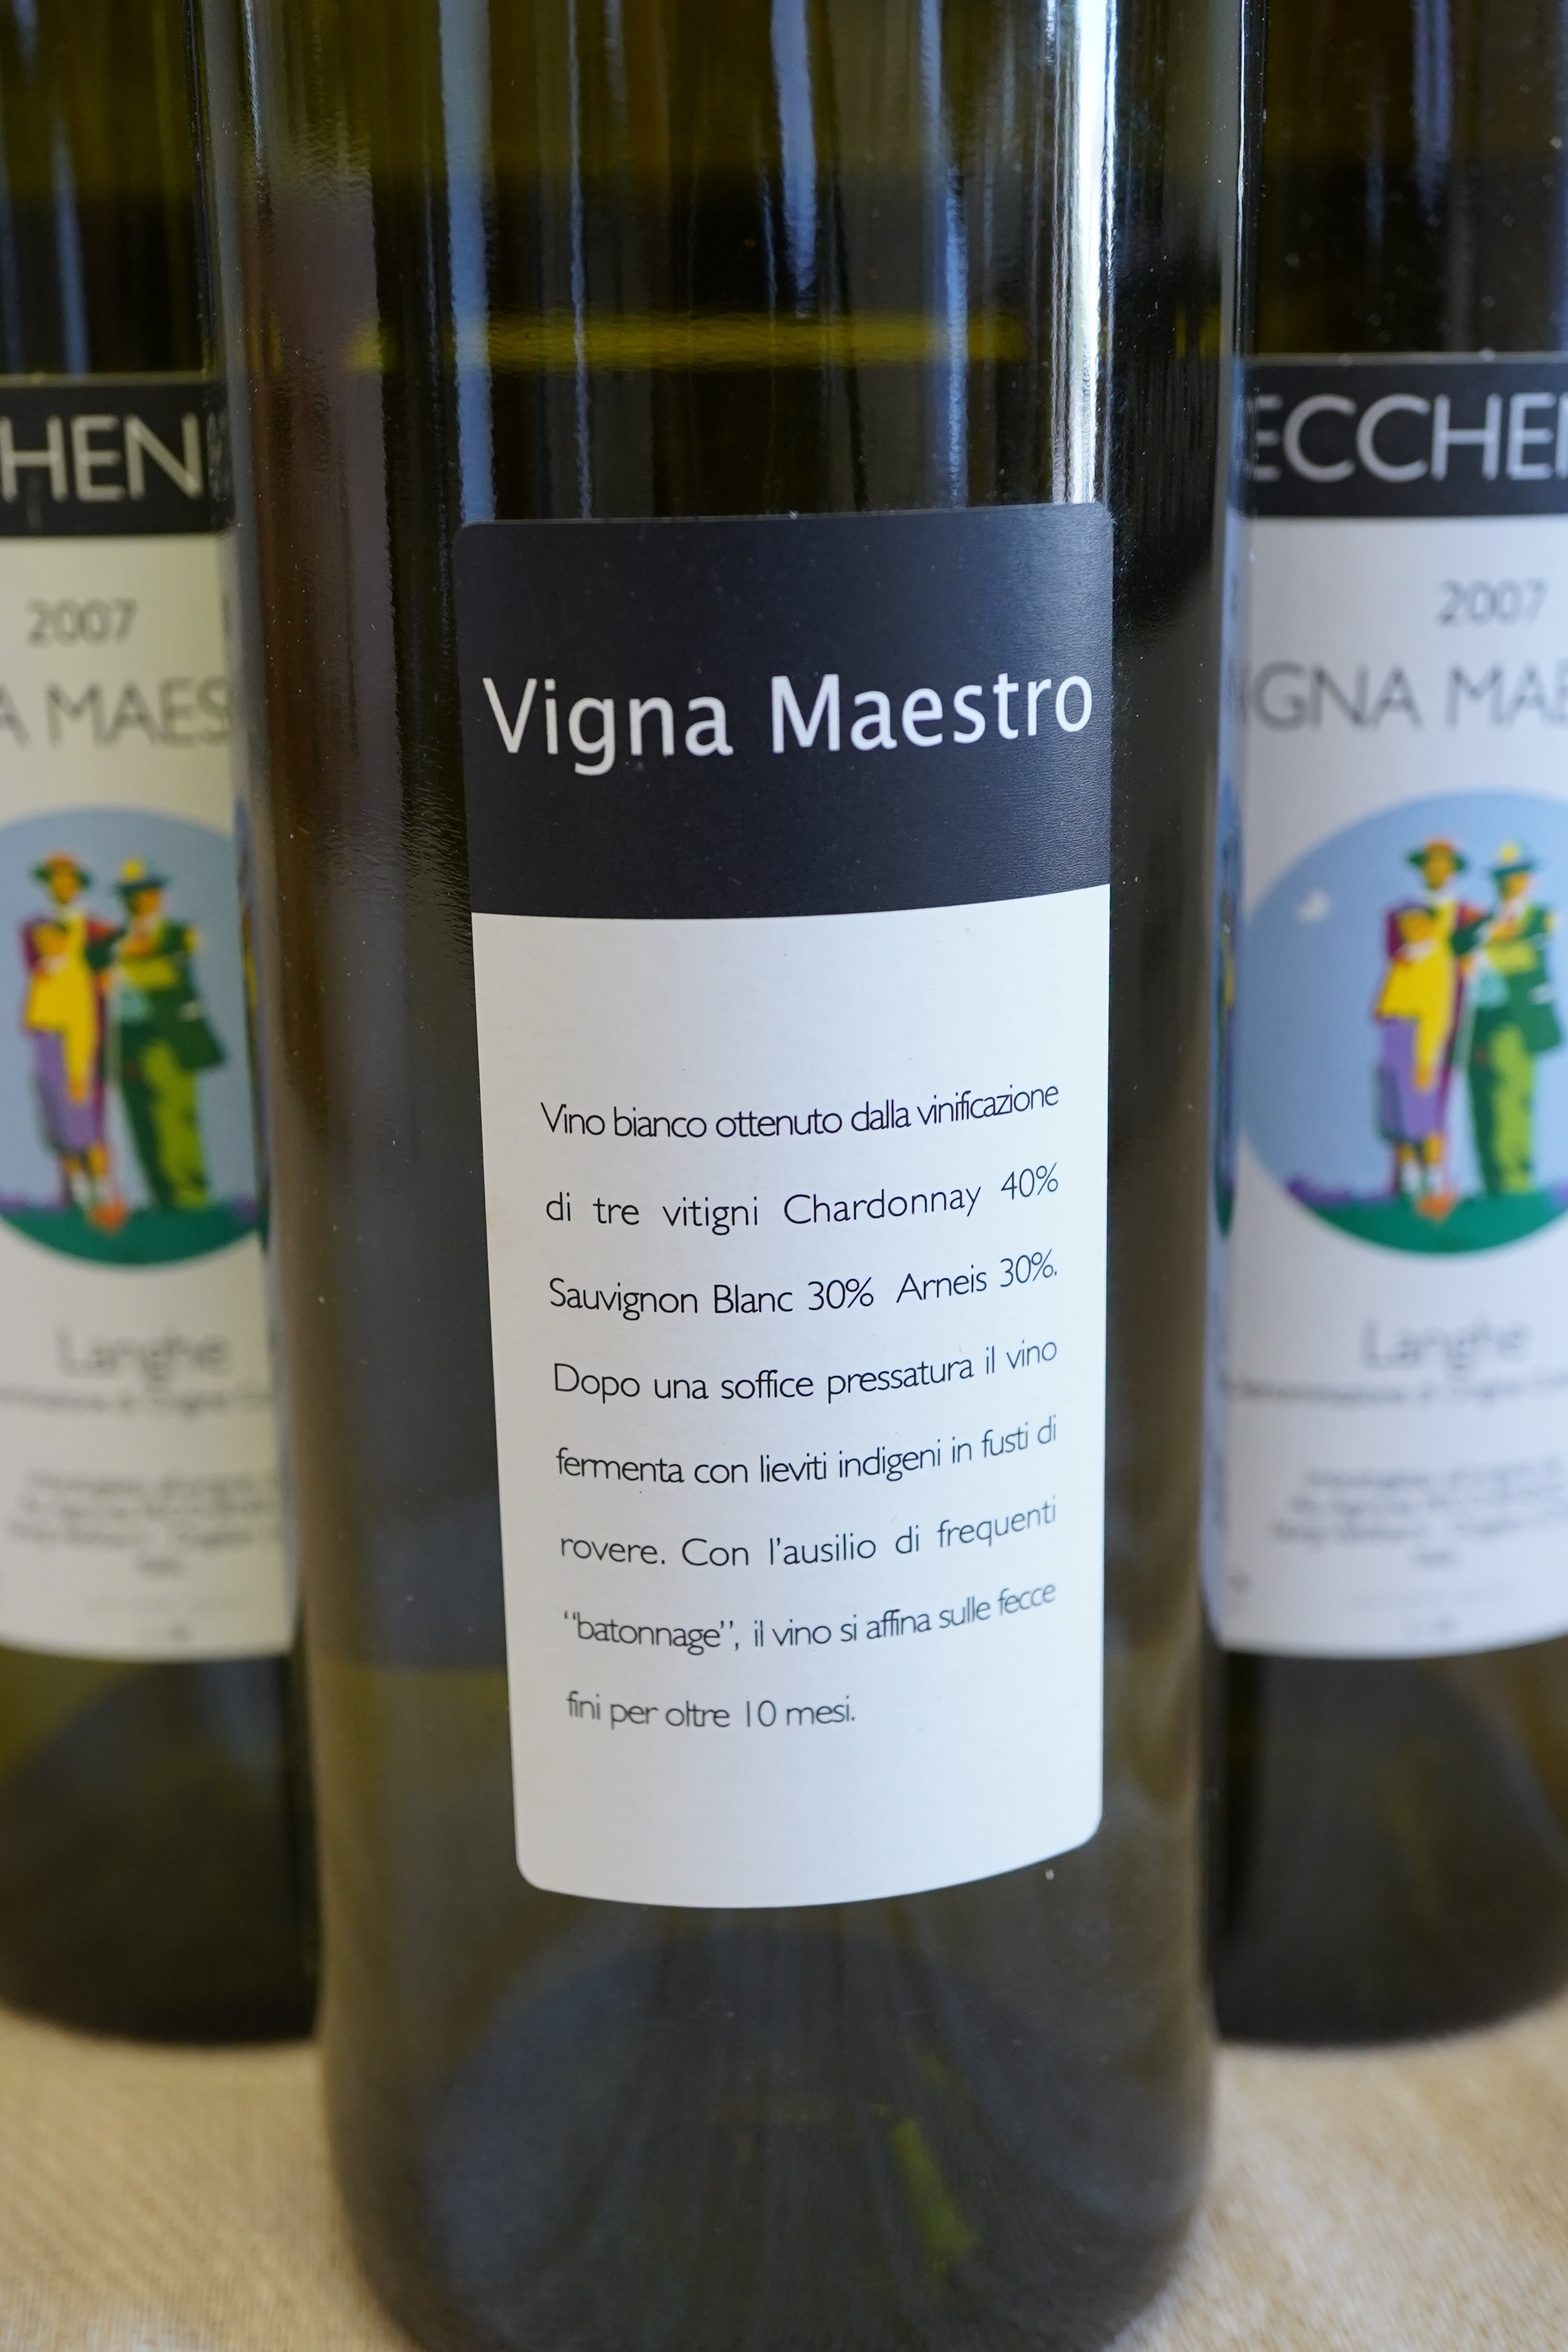 Vigna Maestro
Vino bianco ottenuto dalla vinificazione
di tre vitigni Chardonnay 40%
Sauvignon Blanc 30% Arneis 30%.
Dopo una soffice pressatura il vino
fermenta con lieviti indigeni in fusti di
rovere. Con l'ausilio di frequenti
“batonnage”, il vino si affina sulle fecce
fini per oltre 10 mesi.
HEN
2007
A MAES
Langhe
ECCHE
2007
IGNA MAE
Langhe